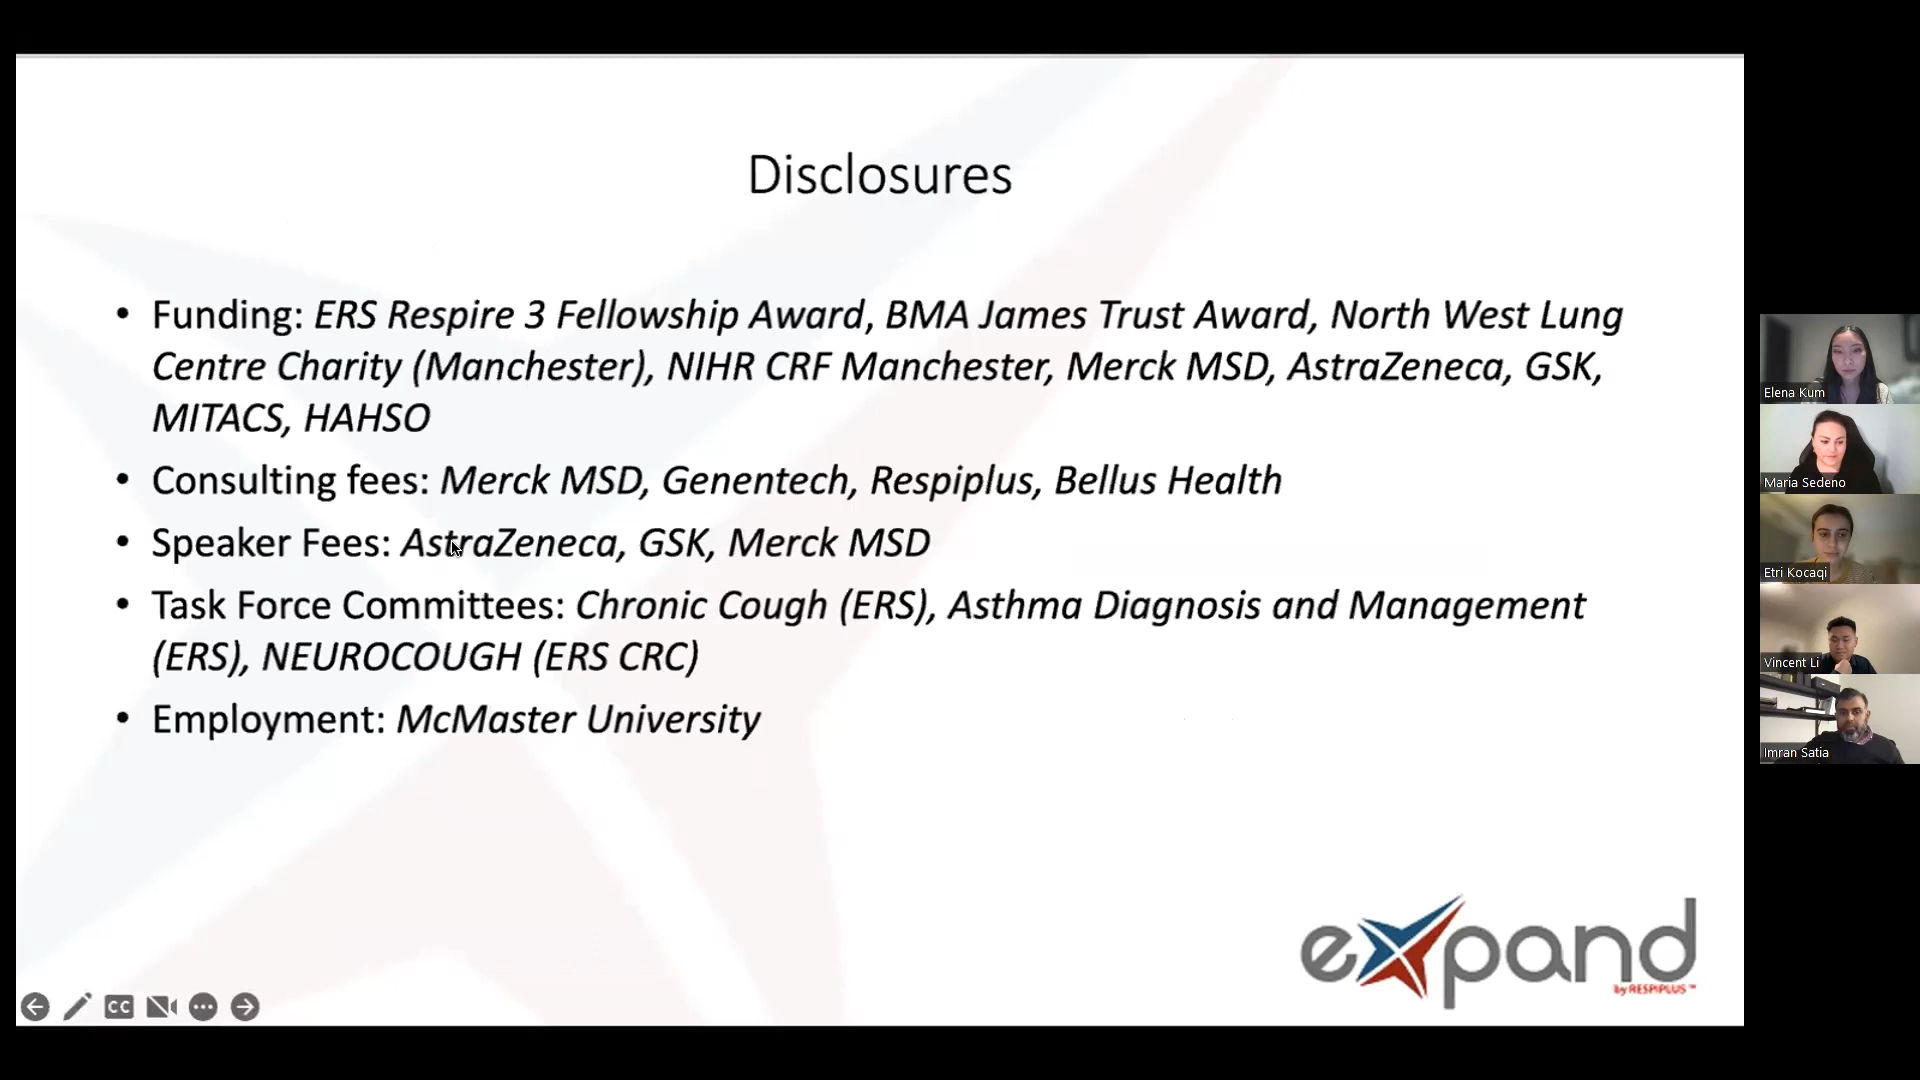 Disclosures
• Funding: ERS Respire 3 Fellowship Award, BMA James Trust Award, North West Lung
Centre Charity (Manchester), NIHR CRF Manchester, Merck MSD, AstraZeneca, GSK,
MITACS, HAHSO
• Consulting fees: Merck MSD, Genentech, Respiplus, Bellus Health
• Speaker Fees: AstraZeneca, GSK, Merck MSD
• Task Force Committees: Chronic Cough (ERS), Asthma Diagnosis and Management
(ERS), NEUROCOUGH (ERS CRC)
• Employment: McMaster University
expand
by RESPIPLUS™
CC
Elena Kum
Maria Sedeno
Etri Kocaqi
Vincent Li
Imran Satia